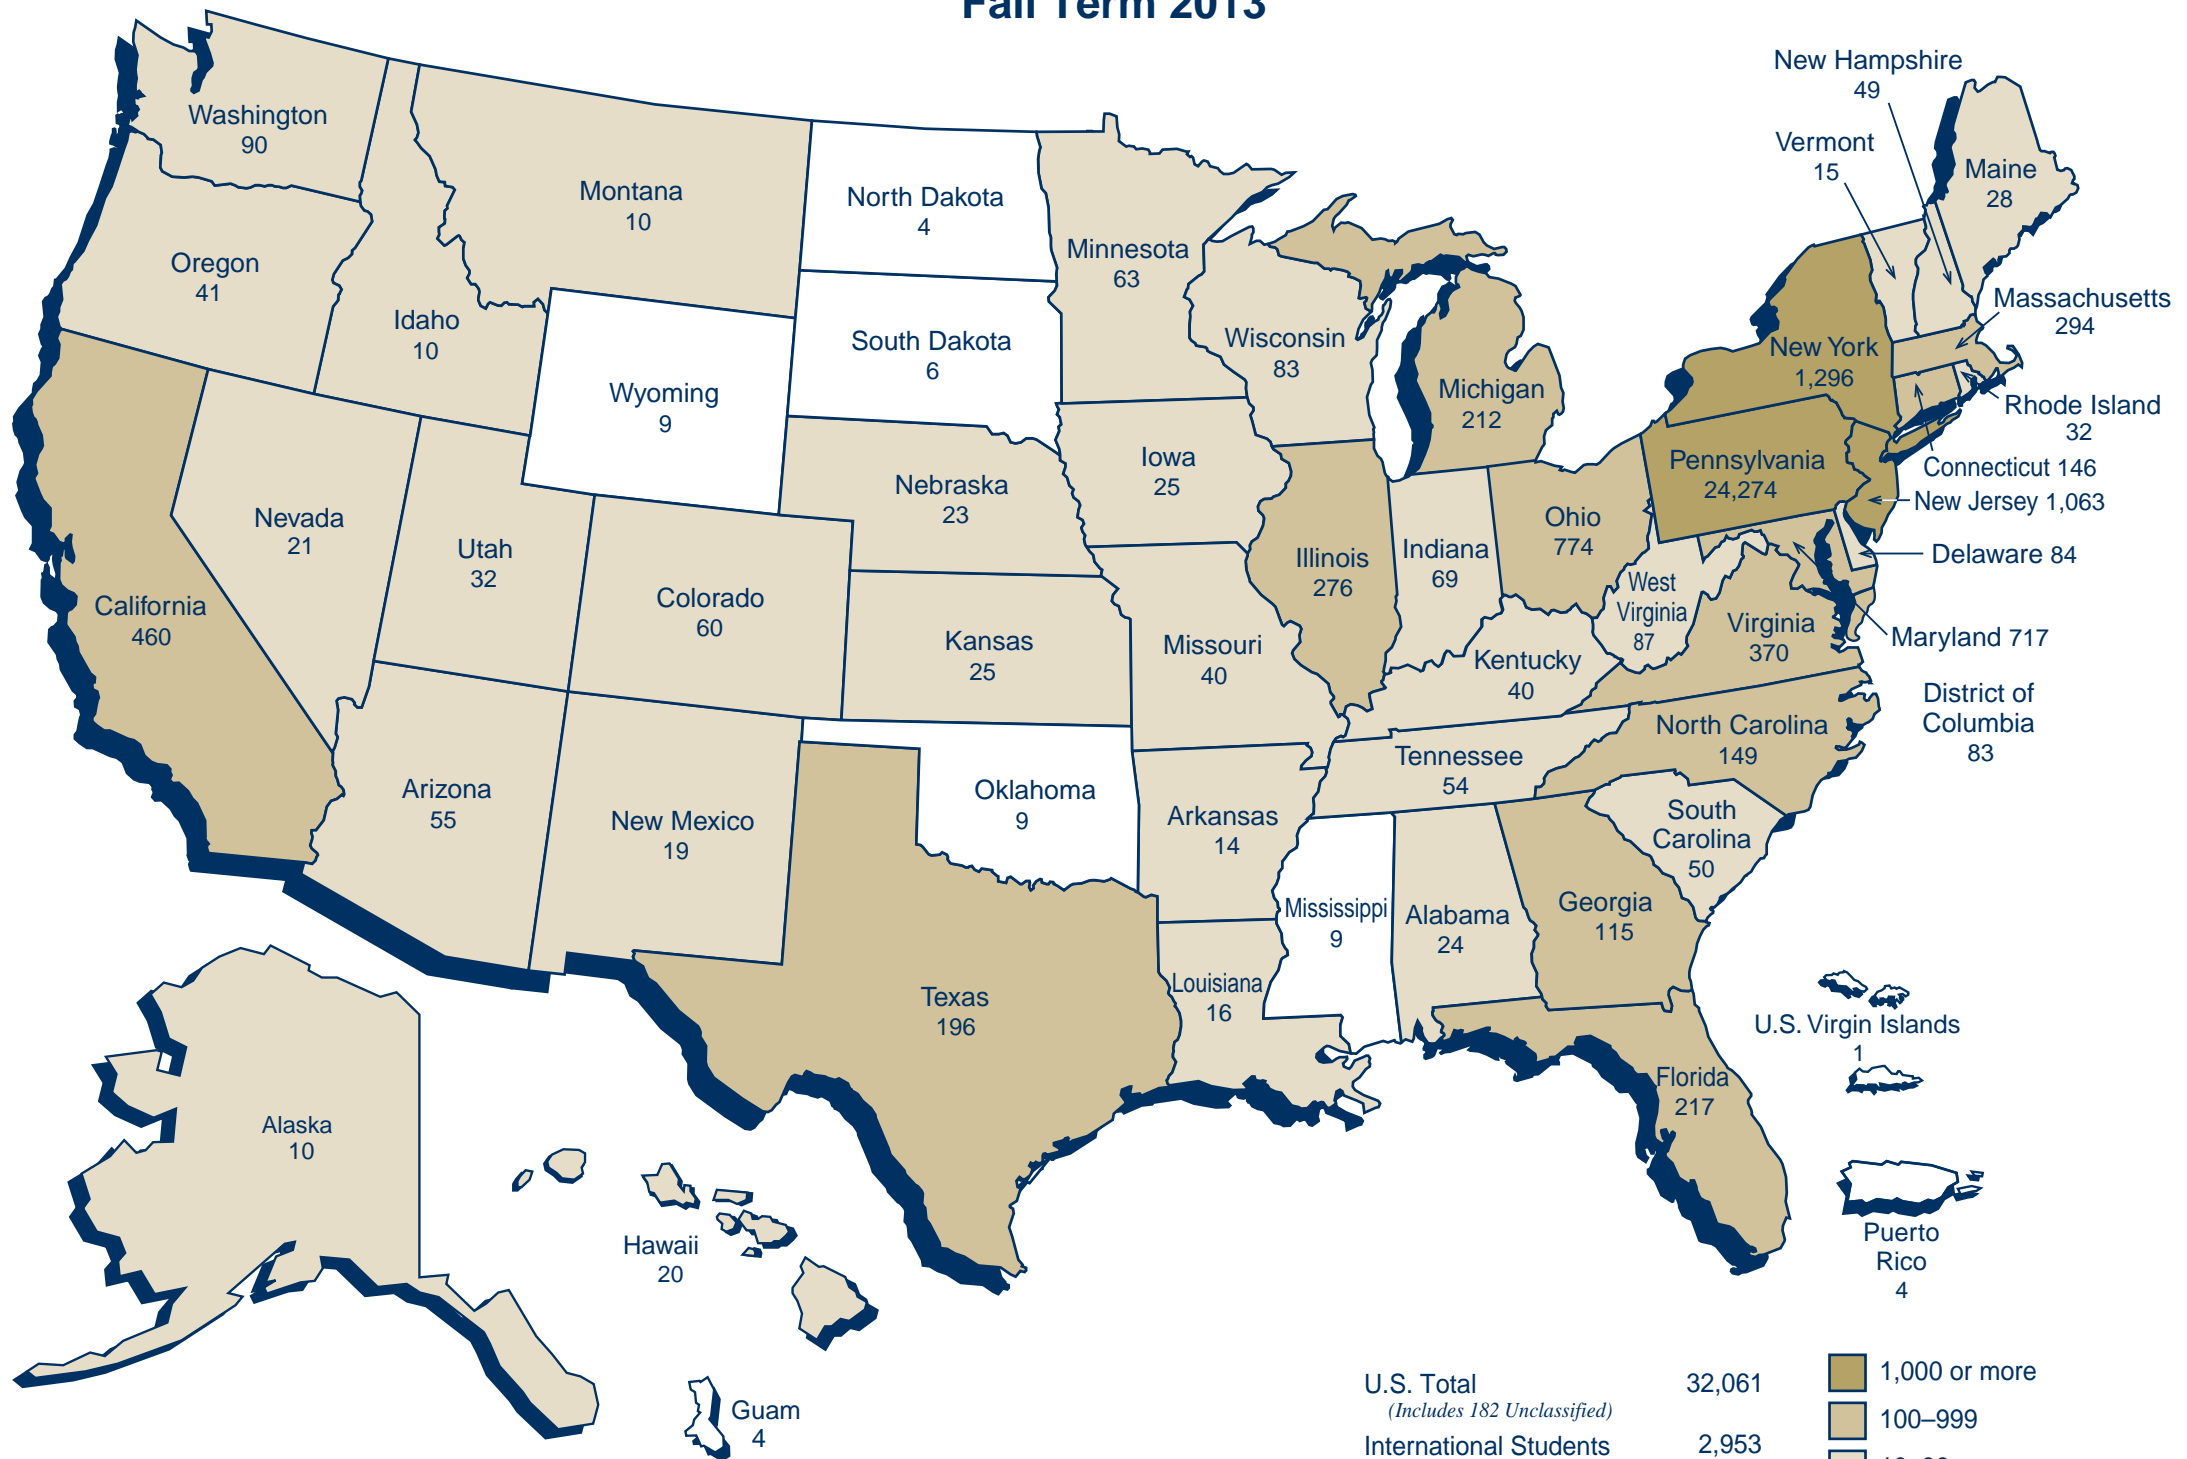 Fall Term 2013
New Hampshire
49
Vermont
15
Maine
28
Washington
90
Montana
10
North Dakota
4
Minnesota
63
Oregon
41
Idaho
10
Massachusetts
294
South Dakota
6
Wisconsin
83
New York
1,296
Wyoming
9
Michigan
212
Rhode Island
32
Connecticut 146
Pennsylvania
24,274
New Jersey 1,063
Iowa
25
Nebraska
23
Nevada
21
Utah
32
Ohio
774
Indiana
69
Illinois
276
Delaware 84
West
Virginia
87
California
460
Colorado
60
Kansas
25
Missouri
40
Kentucky
40
Virginia
370
Maryland 717
District of
Columbia
83
North Carolina
149
Tennessee
54
Arizona
55
New Mexico
19
Oklahoma
9
Arkansas
14
South
Carolina
50
Mississippi
9
Alabama
24
Georgia
115
Louisiana
16
Texas
196
U.S. Virgin Islands
1
Florida
217
Alaska
10
Hawaii
20
Puerto
Rico
4
Guam
4
U.S. Total 32,061
(Includes 182 Unclassified)
International Students 2,953
1,000 or more
100–999